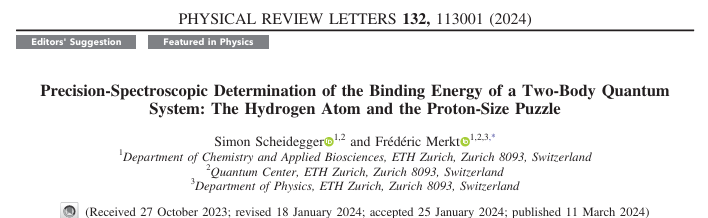 PHYSICAL REVIEW LETTERS 132, 113001 (2024)
Editors' Suggestion Featured in Physics
Precision-Spectroscopic Determination of the Binding Energy of a Two-Body Quantum
System: The Hydrogen Atom and the Proton-Size Puzzle
Simon Scheidegger 1,2 and Frédéric Merkt 1,2,3,*
1Department of Chemistry and Applied Biosciences, ETH Zurich, Zurich 8093, Switzerland
2Quantum Center, ETH Zurich, Zurich 8093, Switzerland
3Department of Physics, ETH Zurich, Zurich 8093, Switzerland
(Received 27 October 2023; revised 18 January 2024; accepted 25 January 2024; published 11 March 2024)